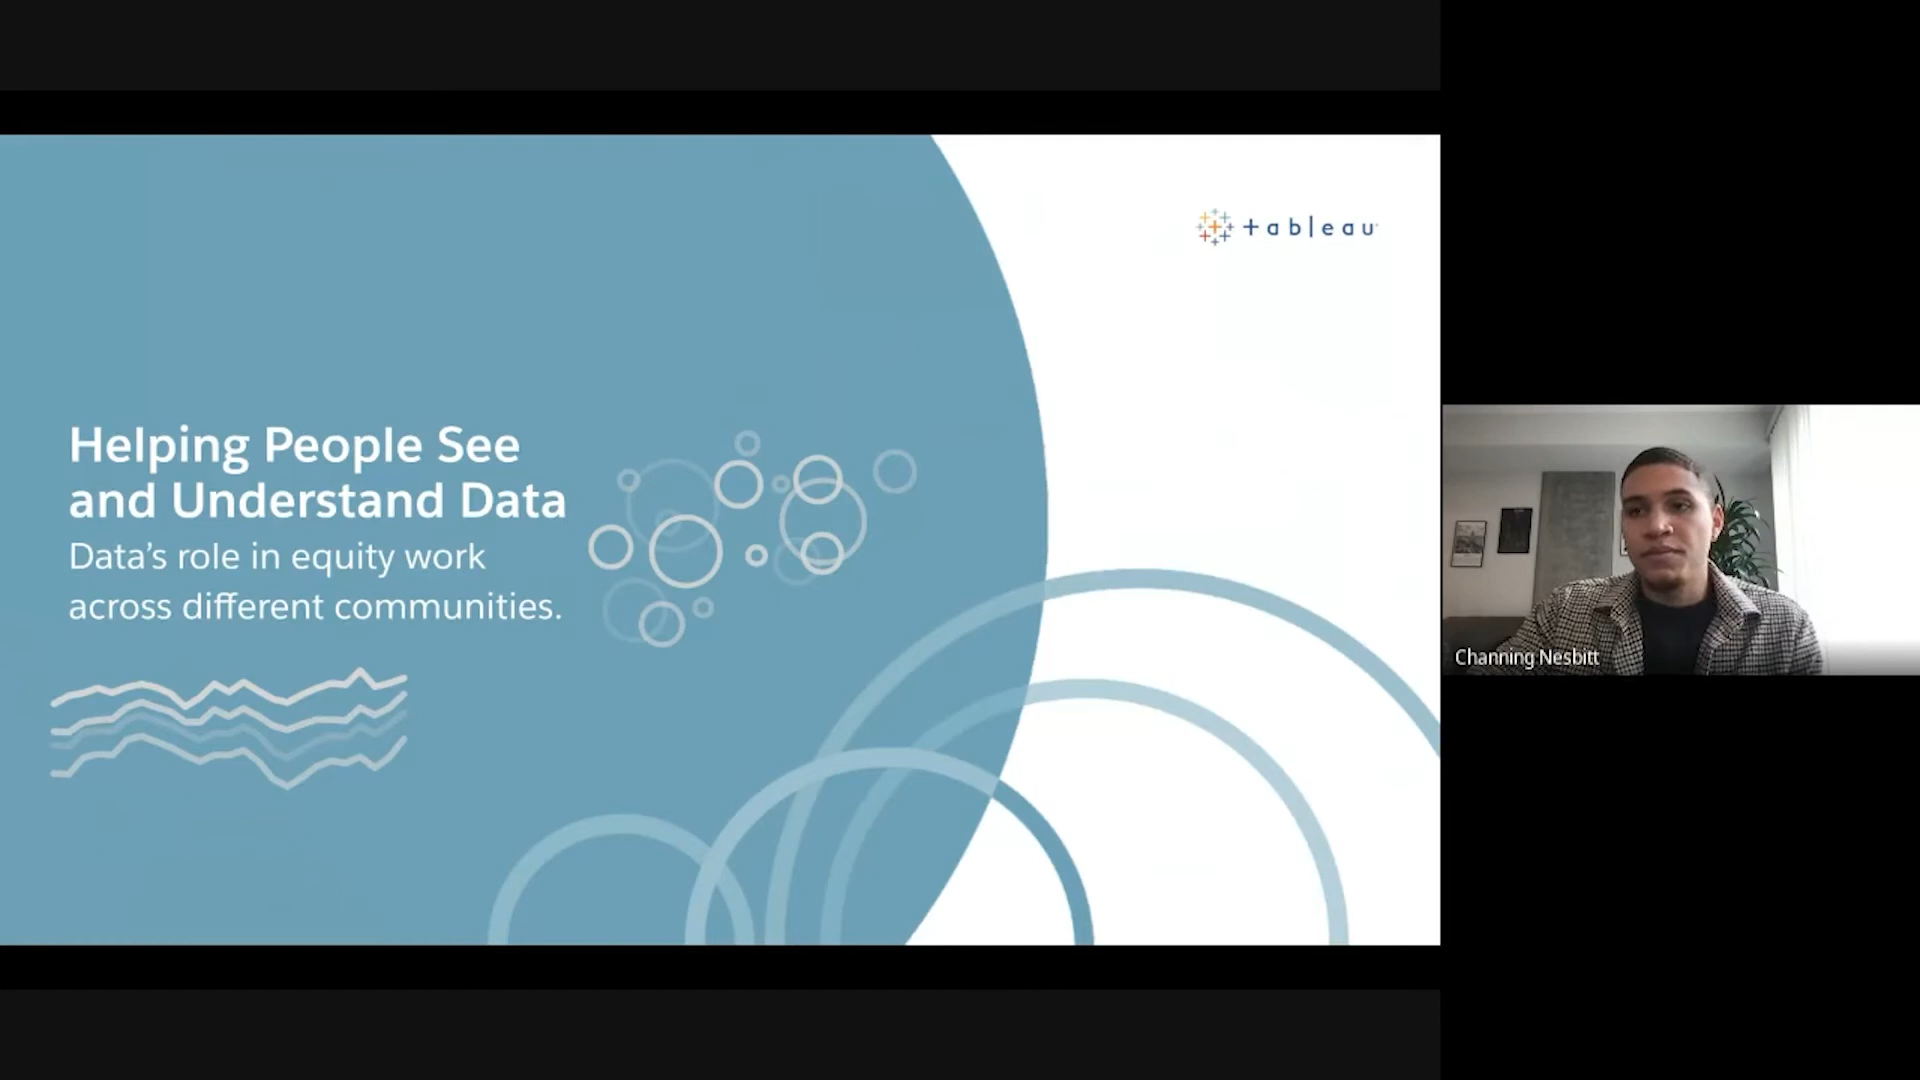 tableau
Helping People See
and Understand Data
Data's role in equity work
across different communities.
Channing Nesbitt